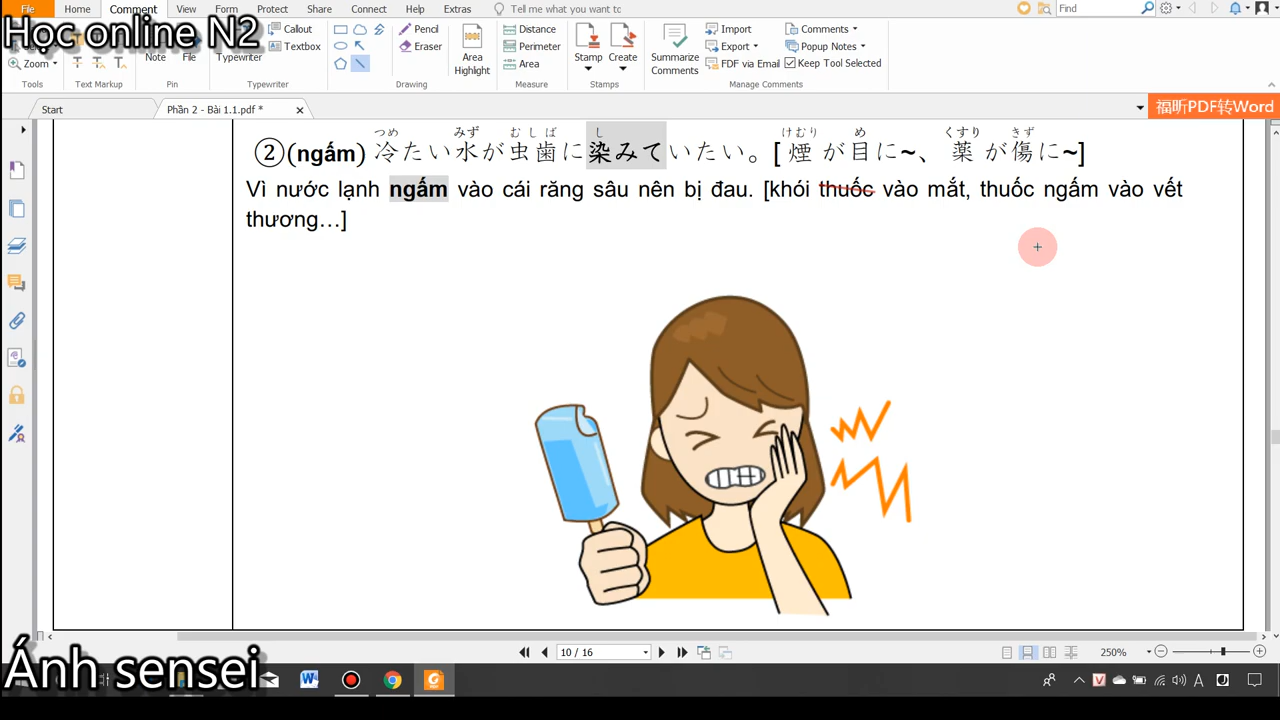 File Home Comment View Form Protect Share Connect Help Extras Tell me what you want tc Find
Học online N2
Callout Pencil Distance Import Comments
Textbox Eraser Perimeter Export Popup Notes
Zoom Typewriter Note File Area Highlight Area Stamp Create Summarize Comments FDF via Email Keep Tool Selected
Tools Text Markup Typewriter Drawing Measure Stamps Manage Comments
Start Phần 2 - Bài 1.1.pdf * 福昕PDF转Word
つめ みず むしば し けむり め くすり きず
②(ngấm) 冷たい水が虫歯に染みていたい。[ 煙が目に~、薬が傷に~]
Vì nước lạnh ngấm vào cái răng sâu nên bị đau. [khói thuốc vào mắt, thuốc ngấm vào vết
thương…]
10 / 16 250%
Ánh sensei